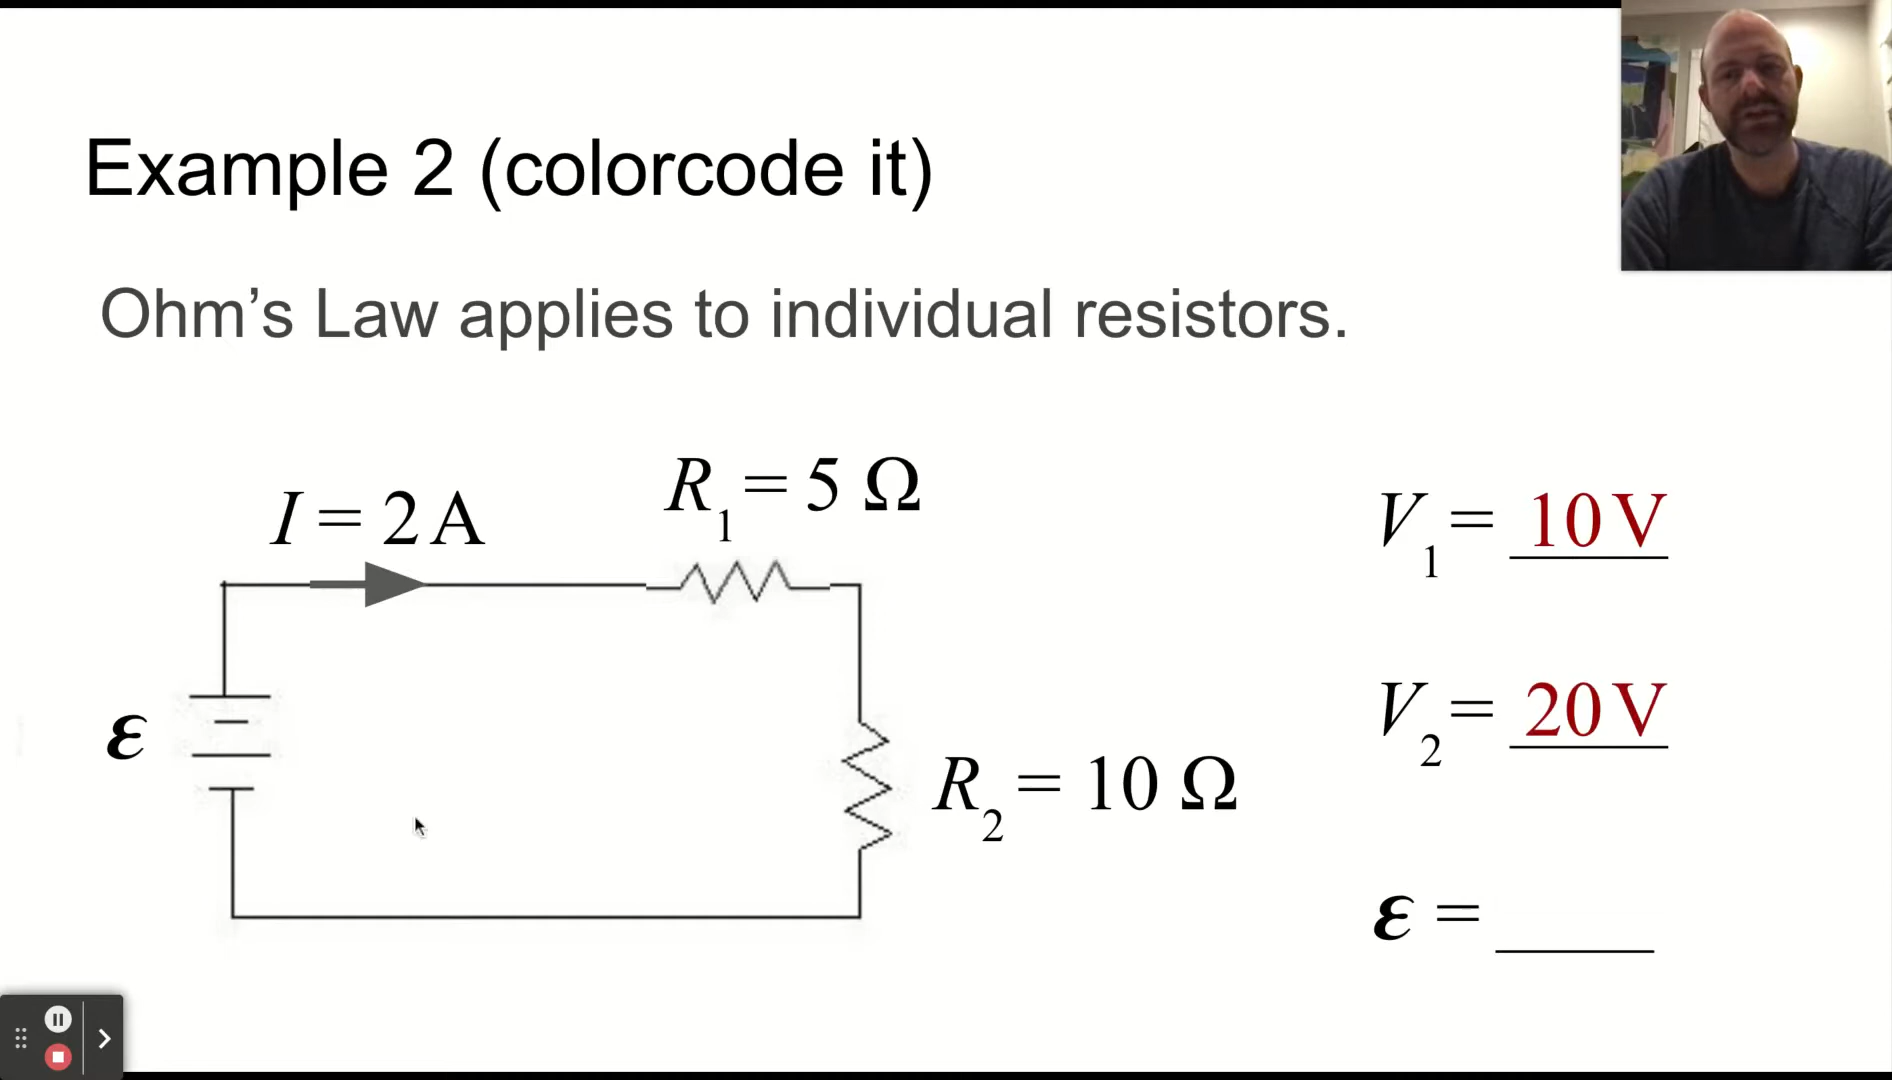 Example 2 (colorcode it)
Ohm’s Law applies to individual resistors.
I = 2 A
R₁ = 5 Ω
V₁ = 10 V
ε
R₂ = 10 Ω
V₂ = 20 V
ε = ____